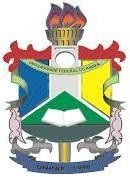 UNIVERSIDADE FEDERAL DO AMAPÁ
UNIFAP - 1990